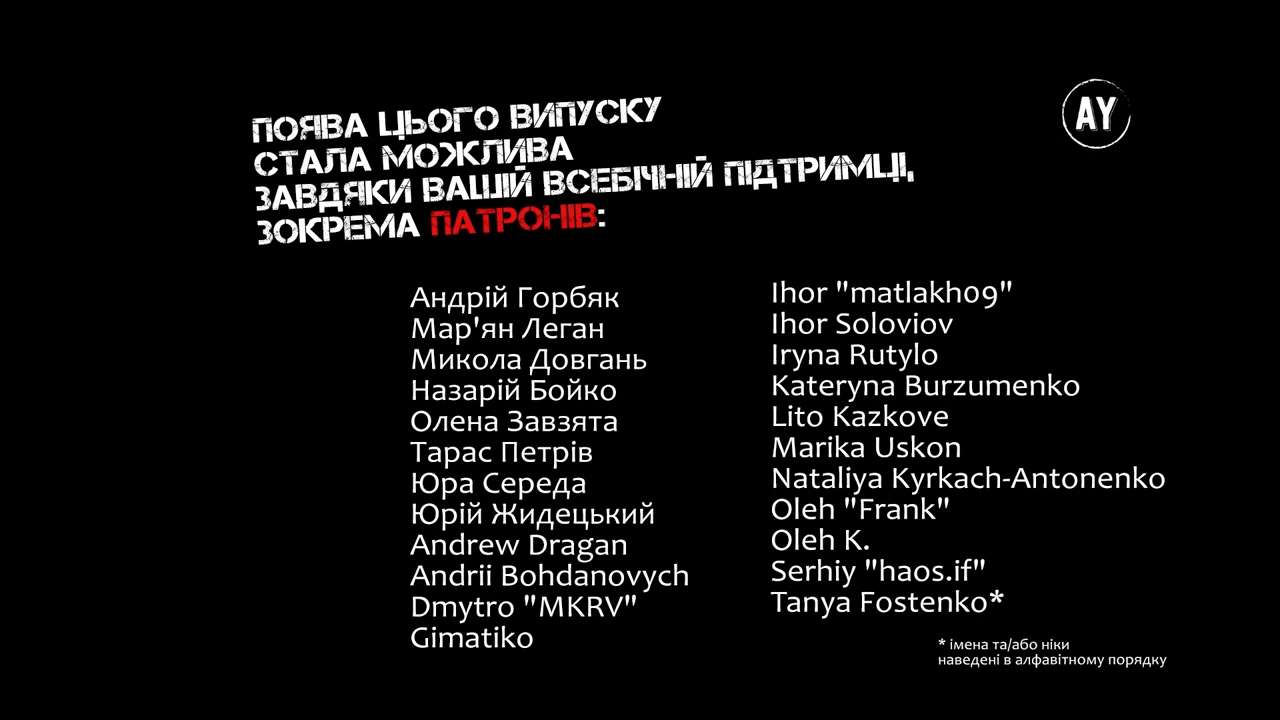 ПОЯВА ЦЬОГО ВИПУСКУ
СТАЛА МОЖЛИВА
ЗАВДЯКИ ВАШІЙ ВСЕБІЧНІЙ ПІДТРИМЦІ,
ЗОКРЕМА ПАТРОНІВ:
AY
Андрій Горбяк
Мар'ян Леган
Микола Довгань
Назарій Бойко
Олена Завзята
Тарас Петрів
Юра Середа
Юрій Жидецький
Andrew Dragan
Andrii Bohdanovych
Dmytro "MKRV"
Gimatiko
Ihor "matlakh09"
Ihor Soloviov
Iryna Rutylo
Kateryna Burzumenko
Lito Kazkove
Marika Uskon
Nataliya Kyrkach-Antonenko
Oleh "Frank"
Oleh K.
Serhiy "haos.if"
Tanya Fostenko*
* імена та/або ніки
наведені в алфавітному порядку